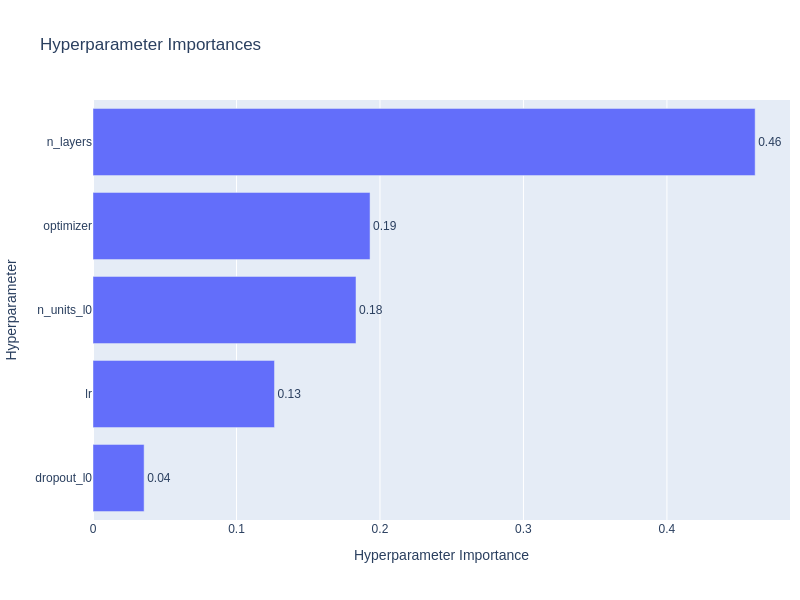 Hyperparameter Importances
Hyperparameter
n_layers
0.46
optimizer
0.19
n_units_l0
0.18
lr
0.13
dropout_l0
0.04
0 0.1 0.2 0.3 0.4
Hyperparameter Importance